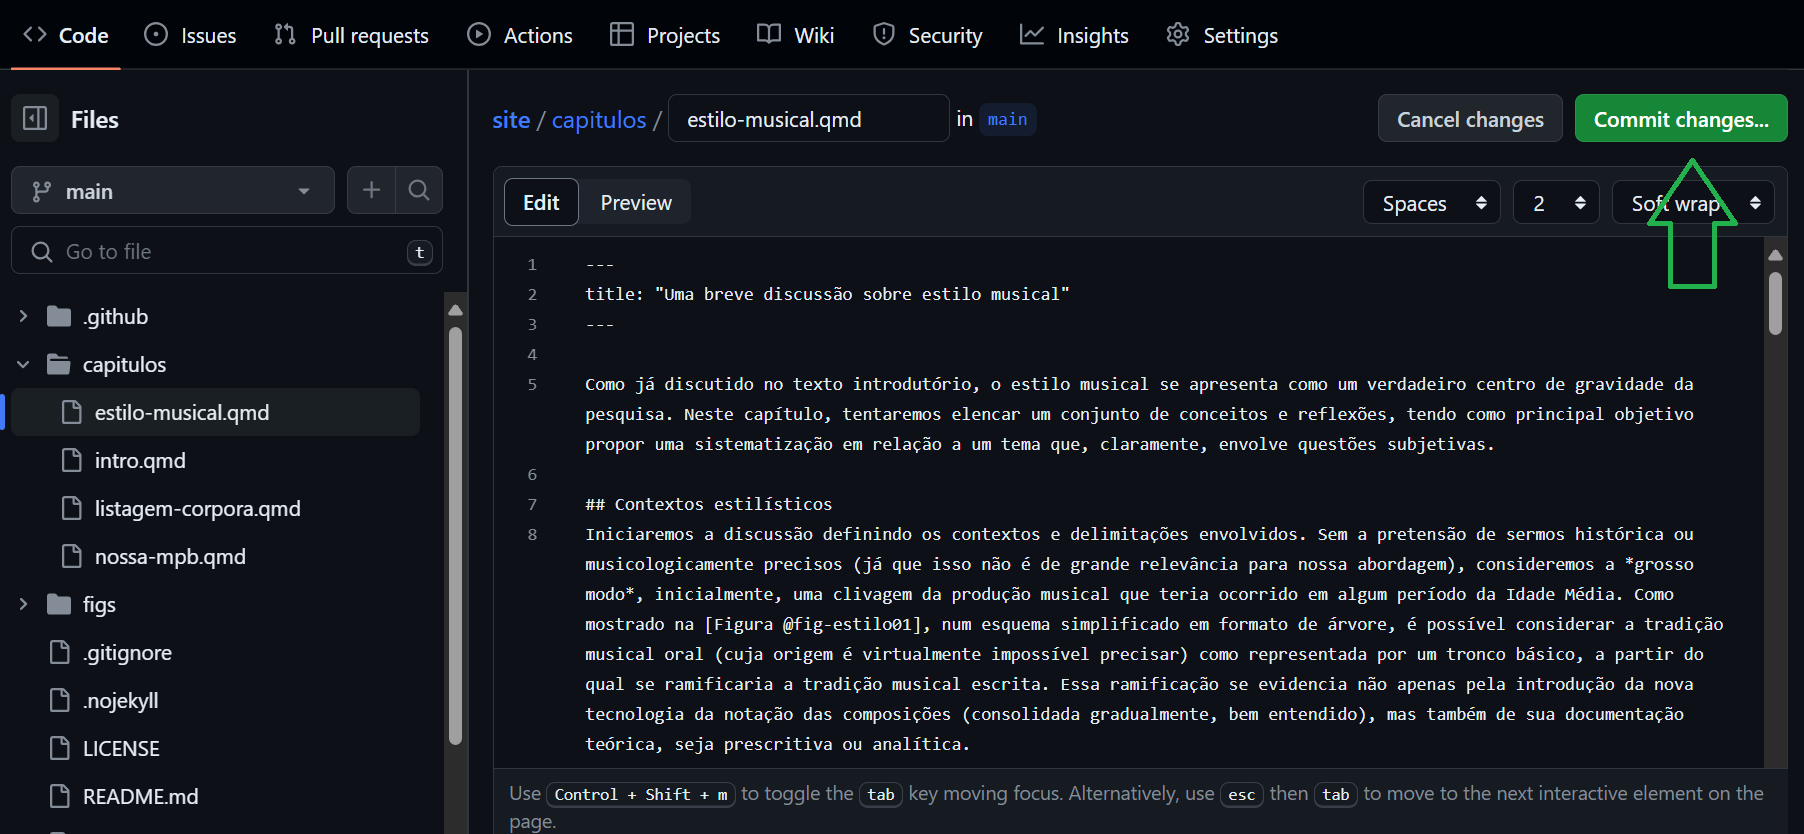 Code Issues Pull requests Actions Projects Wiki Security Insights Settings
Files
main
Go to file t
.github
capitulos
estilo-musical.qmd
intro.qmd
listagem-corpora.qmd
nossa-mpb.qmd
figs
.gitignore
.nojekyll
LICENSE
README.md
site / capitulos / estilo-musical.qmd in main
Cancel changes Commit changes...
Edit Preview Spaces 2 Soft wrap
1 ---
2 title: "Uma breve discussão sobre estilo musical"
3 ---
4
5 Como já discutido no texto introdutório, o estilo musical se apresenta como um verdadeiro centro de gravidade da
pesquisa. Neste capítulo, tentaremos elencar um conjunto de conceitos e reflexões, tendo como principal objetivo
propor uma sistematização em relação a um tema que, claramente, envolve questões subjetivas.
6
7 ## Contextos estilísticos
8 Iniciaremos a discussão definindo os contextos e delimitações envolvidos. Sem a pretensão de sermos histórica ou
musicologicamente precisos (já que isso não é de grande relevância para nossa abordagem), consideremos a *grosso
modo*, inicialmente, uma clivagem da produção musical que teria ocorrido em algum período da Idade Média. Como
mostrado na [Figura @fig-estilo01], num esquema simplificado em formato de árvore, é possível considerar a tradição
musical oral (cuja origem é virtualmente impossível precisar) como representada por um tronco básico, a partir do
qual se ramificaria a tradição musical escrita. Essa ramificação se evidencia não apenas pela introdução da nova
tecnologia da notação das composições (consolidada gradualmente, bem entendido), mas também de sua documentação
teórica, seja prescritiva ou analítica.
Use Control + Shift + m to toggle the tab key moving focus. Alternatively, use esc then tab to move to the next interactive element on the
page.